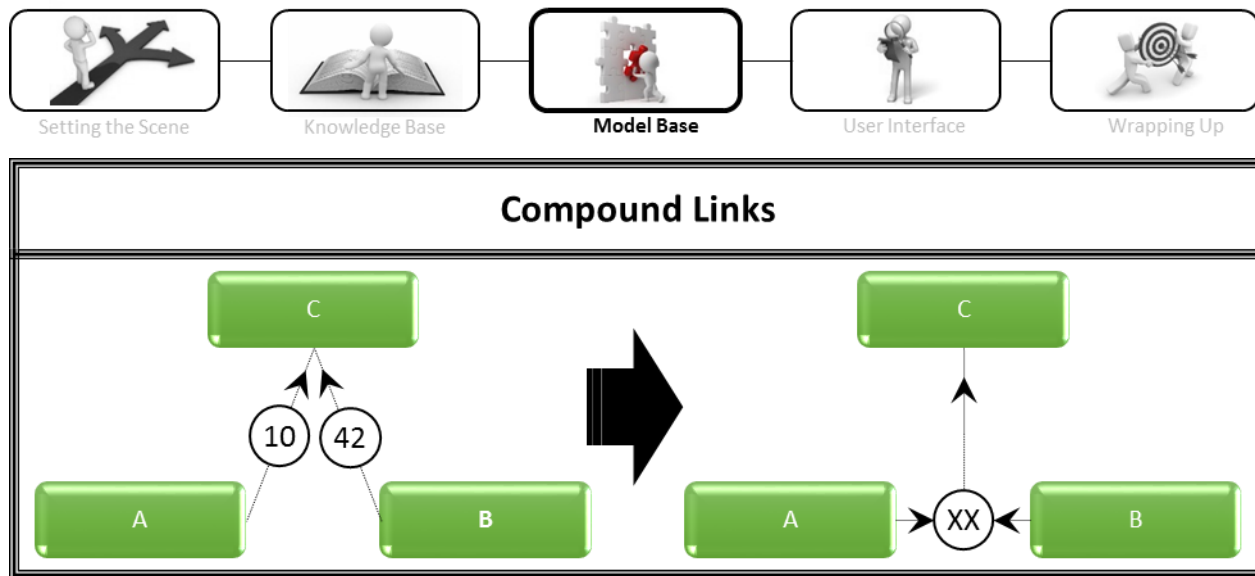 Setting the Scene
Knowledge Base
Model Base
User Interface
Wrapping Up
Compound Links
C
10
42
A
B
C
A
XX
B